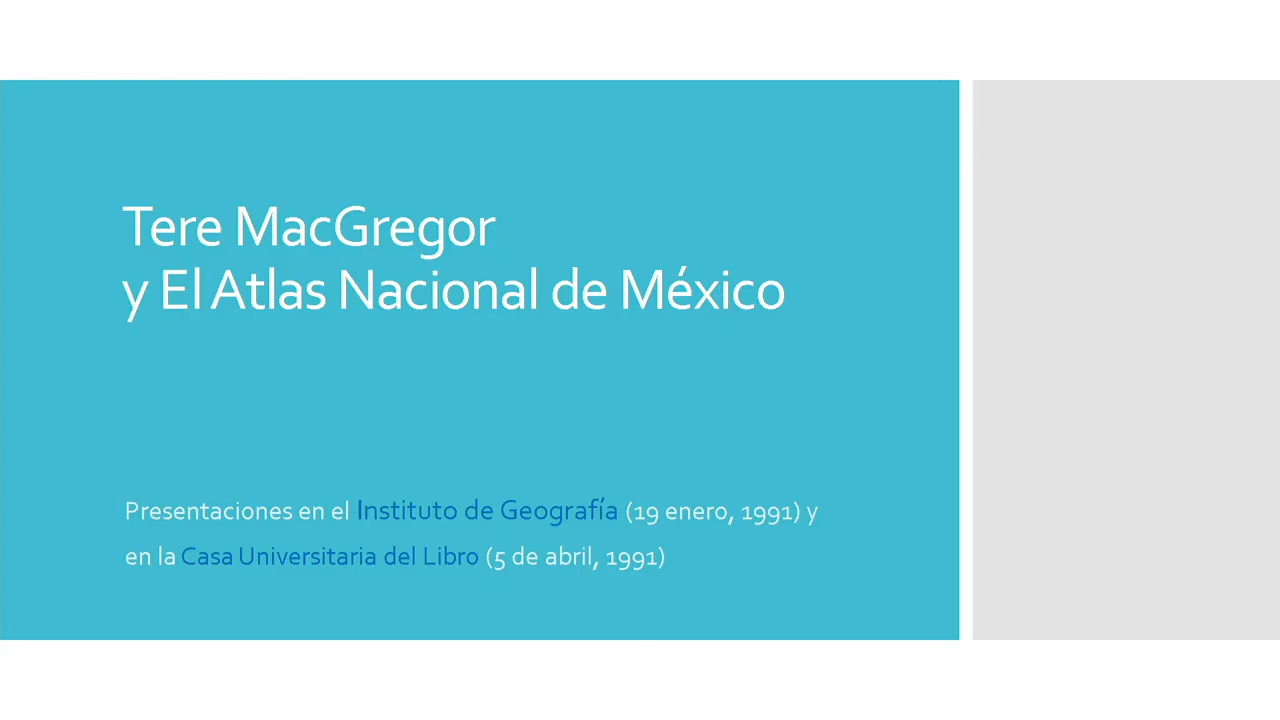 Tere MacGregor
y El Atlas Nacional de México
Presentaciones en el Instituto de Geografía (19 enero, 1991) y
en la Casa Universitaria del Libro (5 de abril, 1991)